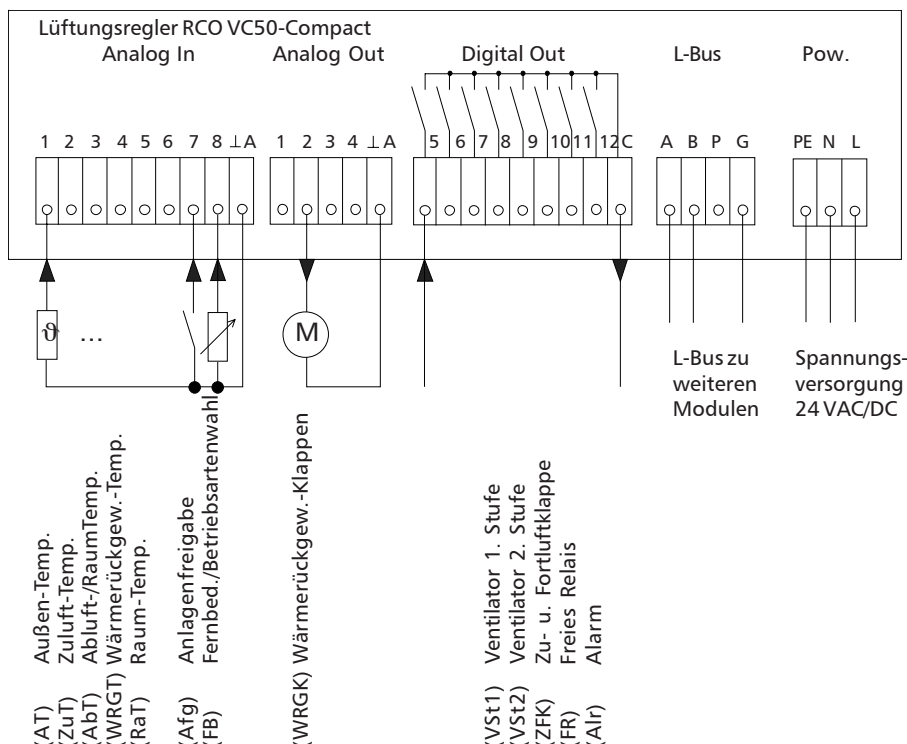 Lüftungsregler RCO VC50-Compact
Analog In
Analog Out
Digital Out
L-Bus
Pow.
1 2 3 4 5 6 7 8 ⊥ A
1 2 3 4 ⊥ A
5 6 7 8 9 10 11 12 C
A B P G
PE N L
ϑ ...
M
L-Bus zu
weiteren
Modulen
Spannungs-
versorgung
24 VAC/DC
(AT) Außen-Temp.
(ZuT) Zuluft-Temp.
(AbT) Abluft-/RaumTemp.
(WRGT) Wärmerückgew.-Temp.
(RaT) Raum-Temp.
(Afg) Anlagenfreigabe
(FB) Fernbed./Betriebsartenwahl
(WRGK) Wärmerückgew.-Klappen
(VSt1) Ventilator 1. Stufe
(VSt2) Ventilator 2. Stufe
(ZFK) Zu- u. Fortluftklappe
(FR) Freies Relais
(Alr) Alarm